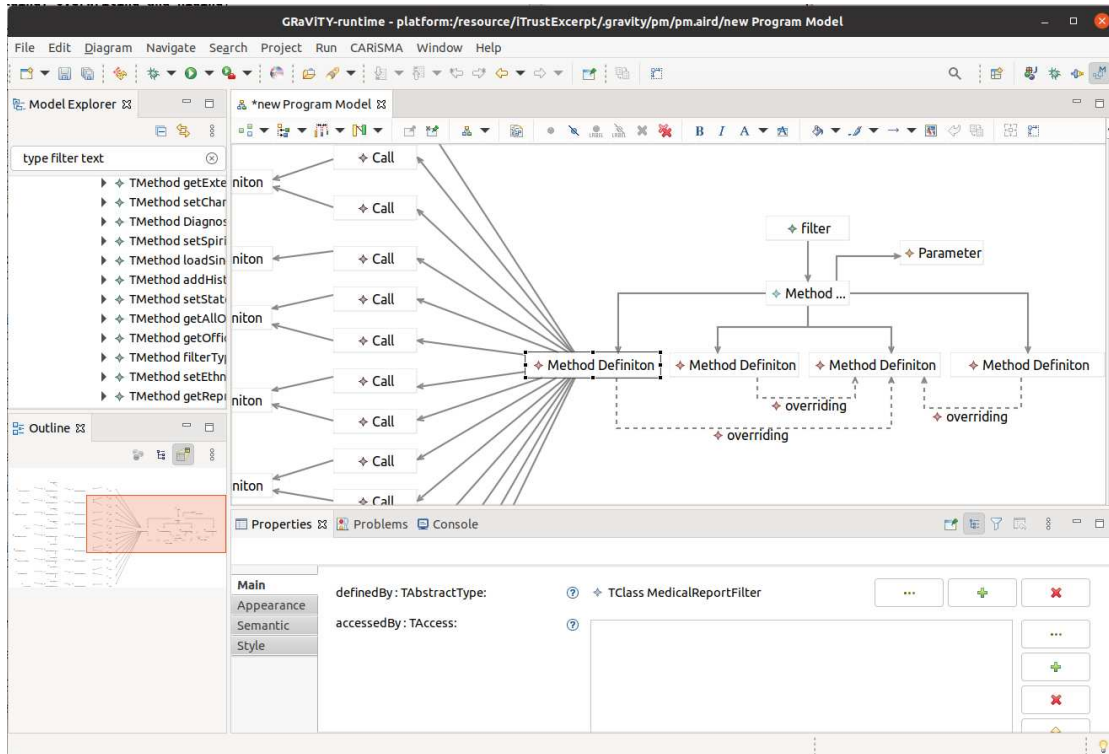 GRaViTY-runtime - platform:/resource/iTrustExcerpt/.gravity/pm/pm.aird/new Program Model
File Edit Diagram Navigate Search Project Run CARiSMA Window Help
Model Explorer
*new Program Model
B I A
type filter text
TMethod getExte
TMethod setChar
TMethod Diagnos
TMethod setSpiri
TMethod loadSin
TMethod addHist
TMethod setStat
TMethod getAllO
TMethod getOffi
TMethod filterTy
TMethod setEthn
TMethod getRep
Call
niton
Call
niton
Call
Call
niton
Call
Call
niton
Call
Call
niton
Call
filter
Parameter
Method ...
Method Definiton
Method Definiton
Method Definiton
Method Definiton
overriding
overriding
overriding
Outline
Properties
Problems
Console
Main
Appearance
Semantic
Style
definedBy : TAbstractType:
TClass MedicalReportFilter
...
accessedBy : TAccess:
...